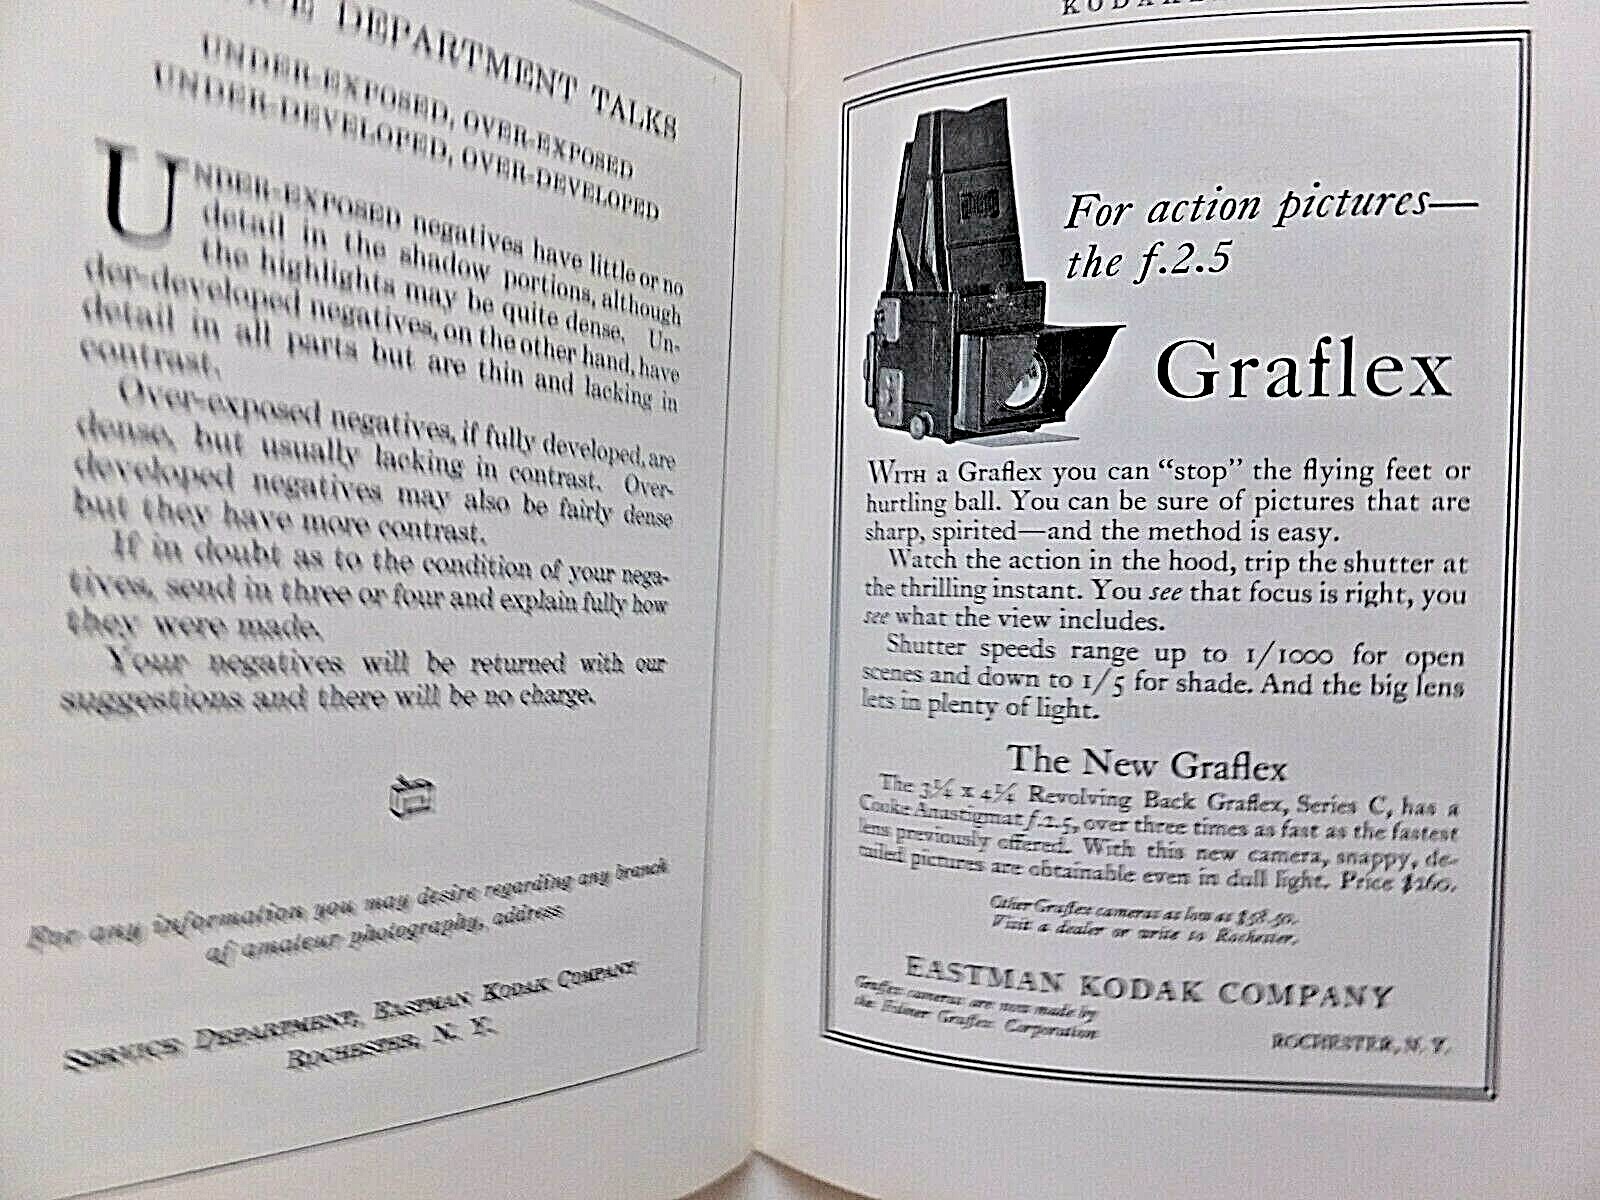 DEPARTMENT TALKS
UNDER-EXPOSED, OVER-EXPOSED
UNDER-DEVELOPED, OVER-DEVELOPED
UNDER-EXPOSED negatives have little or no
detail in the shadow portions, although
the highlights may be quite dense. Un-
der-developed negatives, on the other hand, have
detail in all parts but are thin and lacking in
contrast.
Over-exposed negatives, if fully developed, are
dense, but usually lacking in contrast. Over-
developed negatives may also be fairly dense
but they have more contrast.
If in doubt as to the condition of your nega-
tives, send in three or four and explain fully how
they were made.
Your negatives will be returned with our
suggestions and there will be no charge.
For any information you may desire regarding any branch
of amateur photography, address
SERVICE DEPARTMENT, EASTMAN KODAK COMPANY
ROCHESTER, N. Y.
For action pictures—
the f.2.5
Graflex
WITH a Graflex you can “stop” the flying feet or
hurtling ball. You can be sure of pictures that are
sharp, spirited—and the method is easy.
Watch the action in the hood, trip the shutter at
the thrilling instant. You see that focus is right, you
see what the view includes.
Shutter speeds range up to 1/1000 for open
scenes and down to 1/5 for shade. And the big lens
lets in plenty of light.
The New Graflex
The 3¼ x 4¼ Revolving Back Graflex, Series C, has a
Cooke Anastigmat f.2.5, over three times as fast as the fastest
lens previously offered. With this new camera, snappy, de-
tailed pictures are obtainable even in dull light. Price $260.
Other Graflex cameras as low as $58.50.
Visit a dealer or write to Rochester.
EASTMAN KODAK COMPANY
Graflex cameras are now made by
the Folmer Graflex Corporation
ROCHESTER, N. Y.